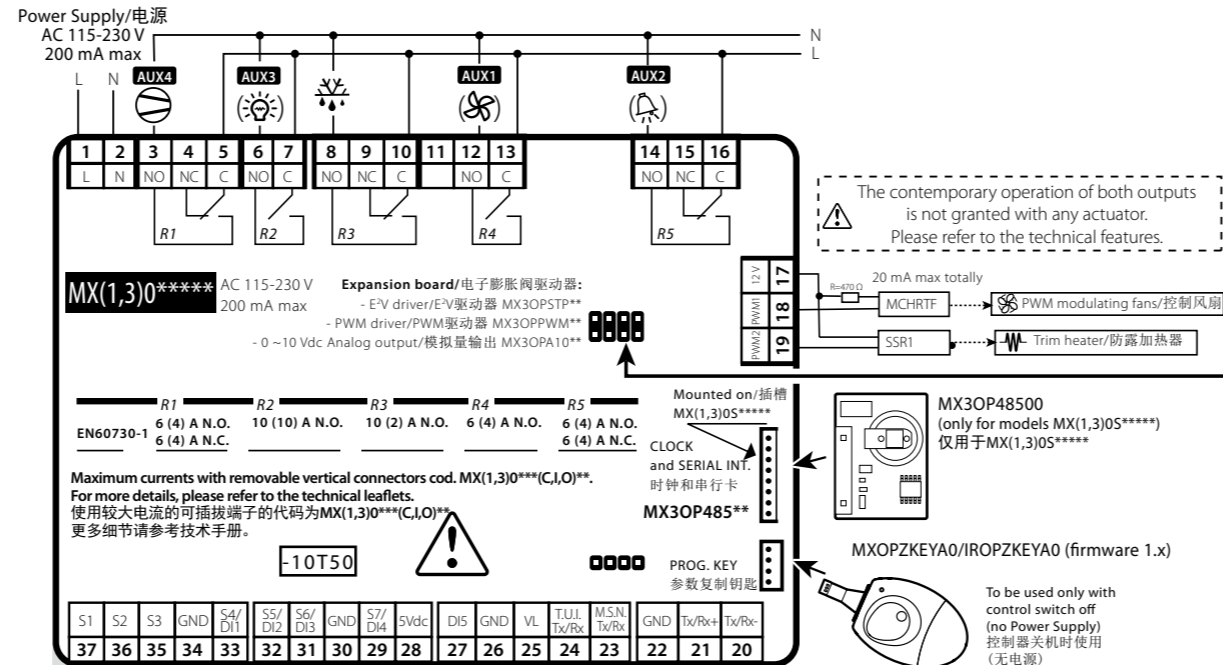 Power Supply/电源
AC 115-230 V
200 mA max
N
L
L N AUX4 AUX3 AUX1 AUX2
1 2 3 4 5 6 7 8 9 10 11 12 13 14 15 16
L N NO NC C NO C NO NC C NO C NO NC C
R1 R2 R3 R4 R5
The contemporary operation of both outputs
is not granted with any actuator.
Please refer to the technical features.
MX(1,3)0*****
AC 115-230 V
200 mA max
Expansion board/电子膨胀阀驱动器:
- E²V driver/E²V驱动器 MX3OPSTP**
- PWM driver/PWM驱动器 MX3OPPWM**
- 0 ~10 Vdc Analog output/模拟量输出 MX3OPA10**
12 V 17
PWM1 18
PWM2 19
20 mA max totally
R=470 Ω
MCHRTF
PWM modulating fans/控制风扇
SSR1
Trim heater/防露加热器
R1 R2 R3 R4 R5
EN60730-1
6 (4) A N.O. 10 (10) A N.O. 10 (2) A N.O. 6 (4) A N.O. 6 (4) A N.O.
6 (4) A N.C. 6 (4) A N.C.
Maximum currents with removable vertical connectors cod. MX(1,3)0***(C,I,O)**.
For more details, please refer to the technical leaflets.
使用较大电流的可插拔端子的代码为MX(1,3)0***(C,I,O)**
更多细节请参考技术手册。
-10T50
Mounted on/插槽
MX(1,3)0S*****
CLOCK
and SERIAL INT.
时钟和串行卡
MX3OP485**
MX3OP48500
(only for models MX(1,3)0S*****)
仅用于MX(1,3)0S*****
PROG. KEY
参数复制钥匙
MXOPZKEYA0/IROPZKEYA0 (firmware 1.x)
To be used only with
control switch off
(no Power Supply)
控制器关机时使用
(无电源)
S1 S2 S3 GND S4/DI1 S5/DI2 S6/DI3 GND S7/DI4 5Vdc DI5 GND VL T.U.I. Tx/Rx M.S.N. Tx/Rx GND Tx/Rx+ Tx/Rx-
37 36 35 34 33 32 31 30 29 28 27 26 25 24 23 22 21 20